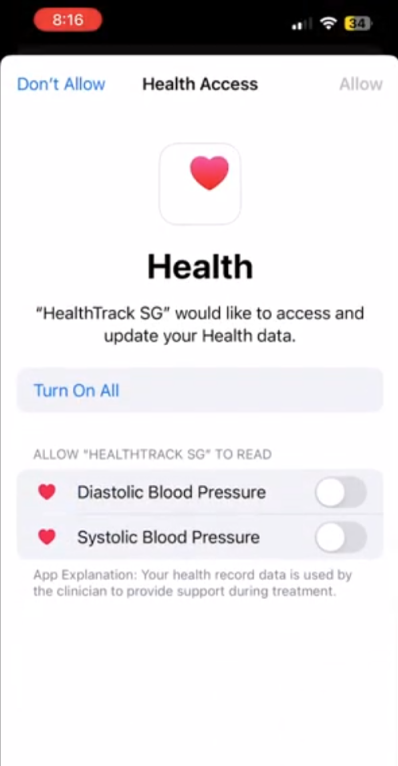 8:16
34
Don't Allow
Health Access
Allow
Health
"HealthTrack SG" would like to access and
update your Health data.
Turn On All
ALLOW "HEALTHTRACK SG" TO READ
Diastolic Blood Pressure
Systolic Blood Pressure
App Explanation: Your health record data is used by
the clinician to provide support during treatment.